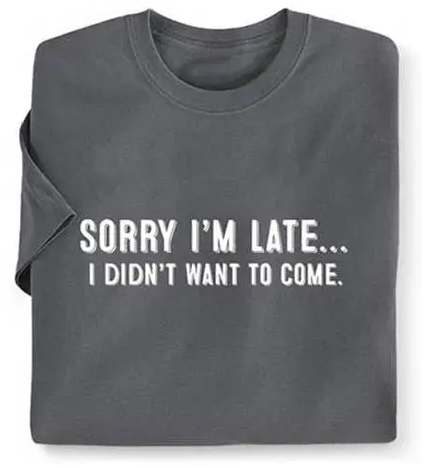 SORRY I'M LATE...
I DIDN'T WANT TO COME.